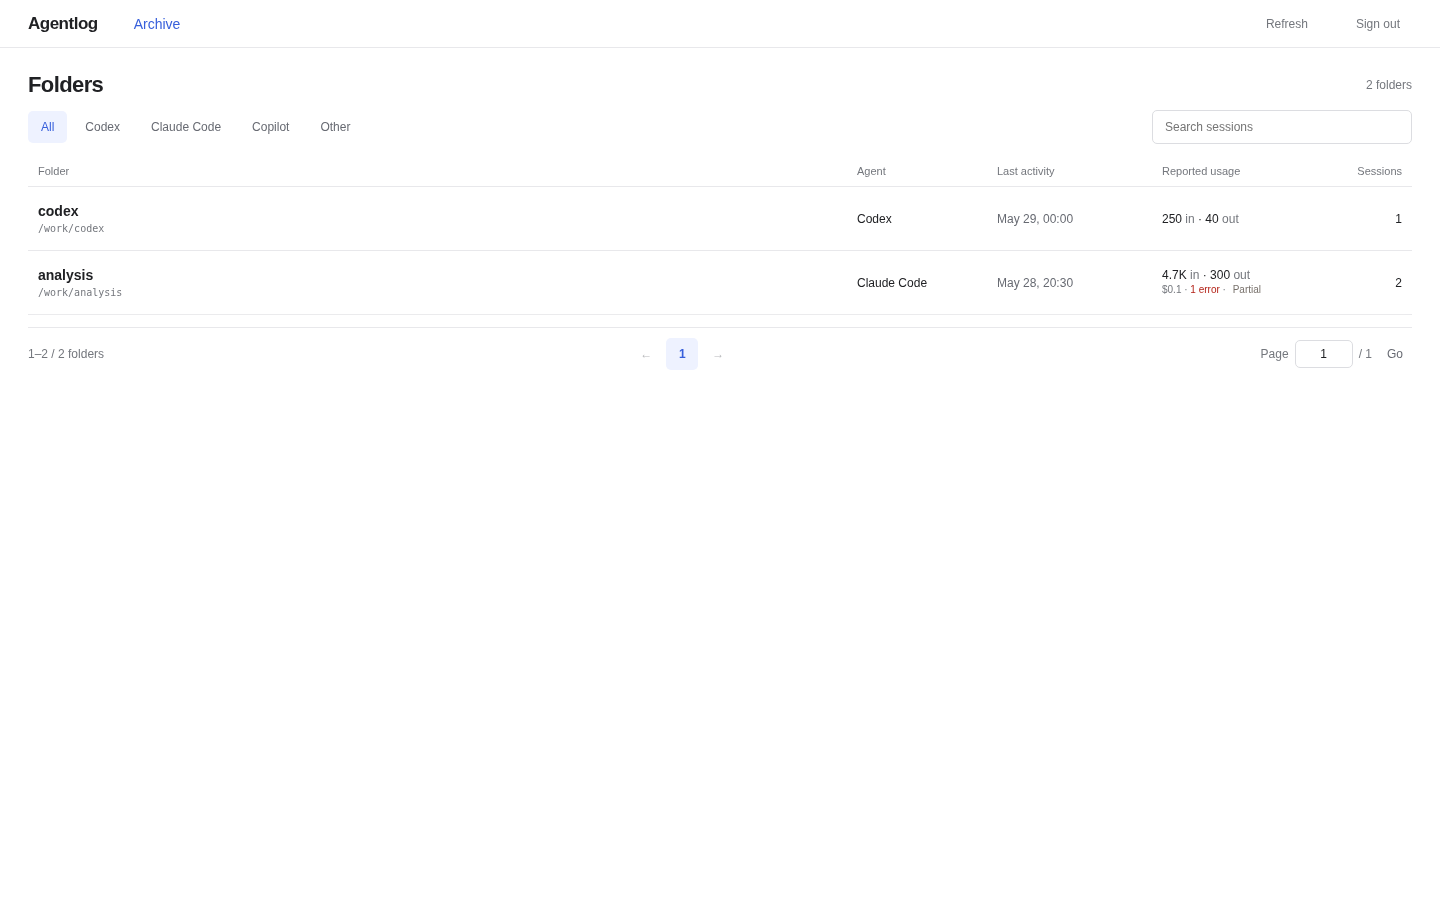 Agentlog Archive Refresh Sign out
Folders 2 folders
All Codex Claude Code Copilot Other Search sessions
Folder Agent Last activity Reported usage Sessions
codex
/work/codex
Codex May 29, 00:00 250 in · 40 out 1
analysis
/work/analysis
Claude Code May 28, 20:30 4.7K in · 300 out 2
$0.1 · 1 error · Partial
1–2 / 2 folders ← 1 → Page 1 / 1 Go